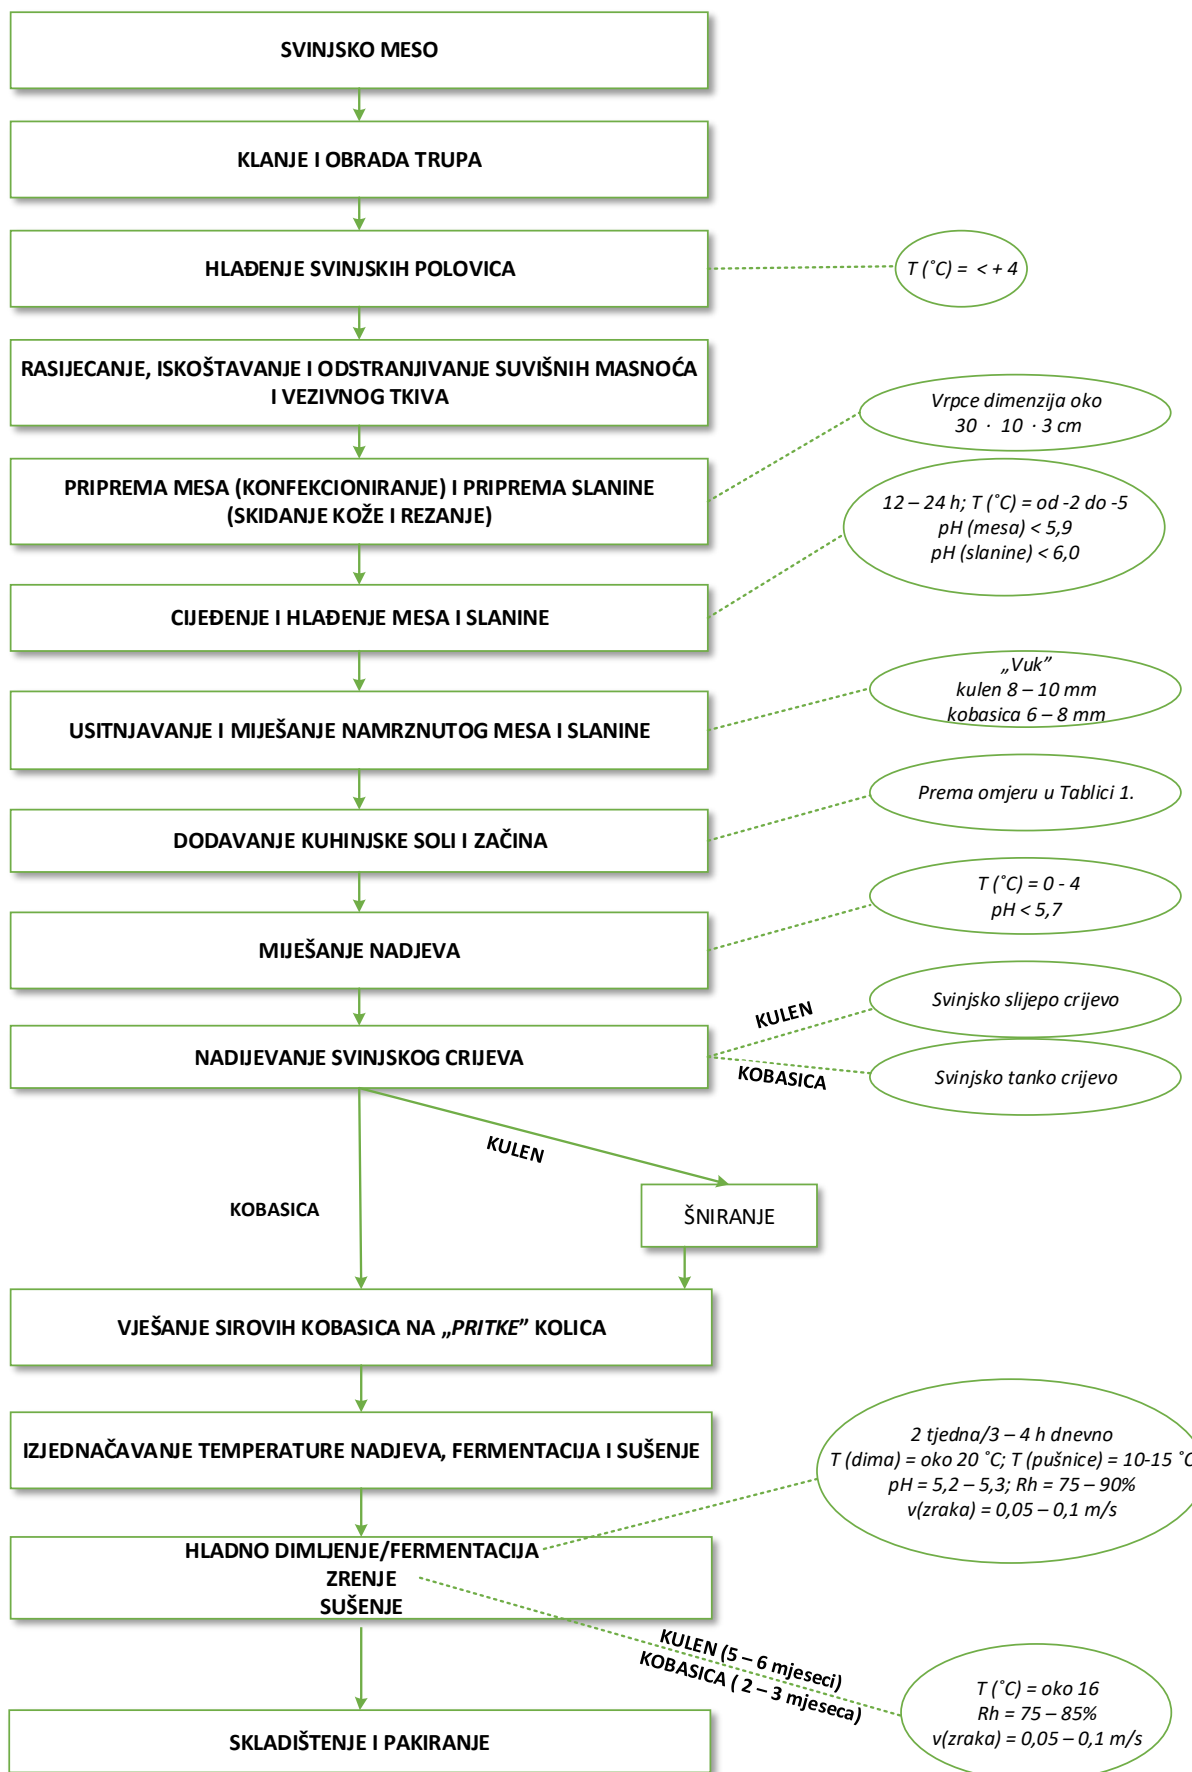 SVINJSKO MESO
KLANJE I OBRADA TRUPA
HLAĐENJE SVINJSKIH POLOVICA
T (˚C) = < + 4
RASIJECANJE, ISKOŠTAVANJE I ODSTRANJIVANJE SUVIŠNIH MASNOĆA
I VEZIVNOG TKIVA
Vrpce dimenzija oko
30 · 10 · 3 cm
PRIPREMA MESA (KONFEKCIONIRANJE) I PRIPREMA SLANINE
(SKIDANJE KOŽE I REZANJE)
12 – 24 h; T (˚C) = od -2 do -5
pH (mesa) < 5,9
pH (slanine) < 6,0
CIJEĐENJE I HLAĐENJE MESA I SLANINE
„Vuk”
kulen 8 – 10 mm
kobasica 6 – 8 mm
USITNJAVANJE I MIJEŠANJE NAMRZNUTOG MESA I SLANINE
Prema omjeru u Tablici 1.
DODAVANJE KUHINJSKE SOLI I ZAČINA
T (˚C) = 0 - 4
pH < 5,7
MIJEŠANJE NADJEVA
KULEN
Svinjsko slijepo crijevo
NADIJEVANJE SVINJSKOG CRIJEVA
KOBASICA
Svinjsko tanko crijevo
KULEN
KOBASICA
ŠNIRANJE
VJEŠANJE SIROVIH KOBASICA NA „PRITKE” KOLICA
IZJEDNAČAVANJE TEMPERATURE NADJEVA, FERMENTACIJA I SUŠENJE
2 tjedna/3 – 4 h dnevno
T (dima) = oko 20 ˚C; T (pušnice) = 10-15 ˚C
pH = 5,2 – 5,3; Rh = 75 – 90%
v(zraka) = 0,05 – 0,1 m/s
HLADNO DIMLJENJE/FERMENTACIJA
ZRENJE
SUŠENJE
KULEN (5 – 6 mjeseci)
KOBASICA ( 2 – 3 mjeseca)
T (˚C) = oko 16
Rh = 75 – 85%
v(zraka) = 0,05 – 0,1 m/s
SKLADIŠTENJE I PAKIRANJE